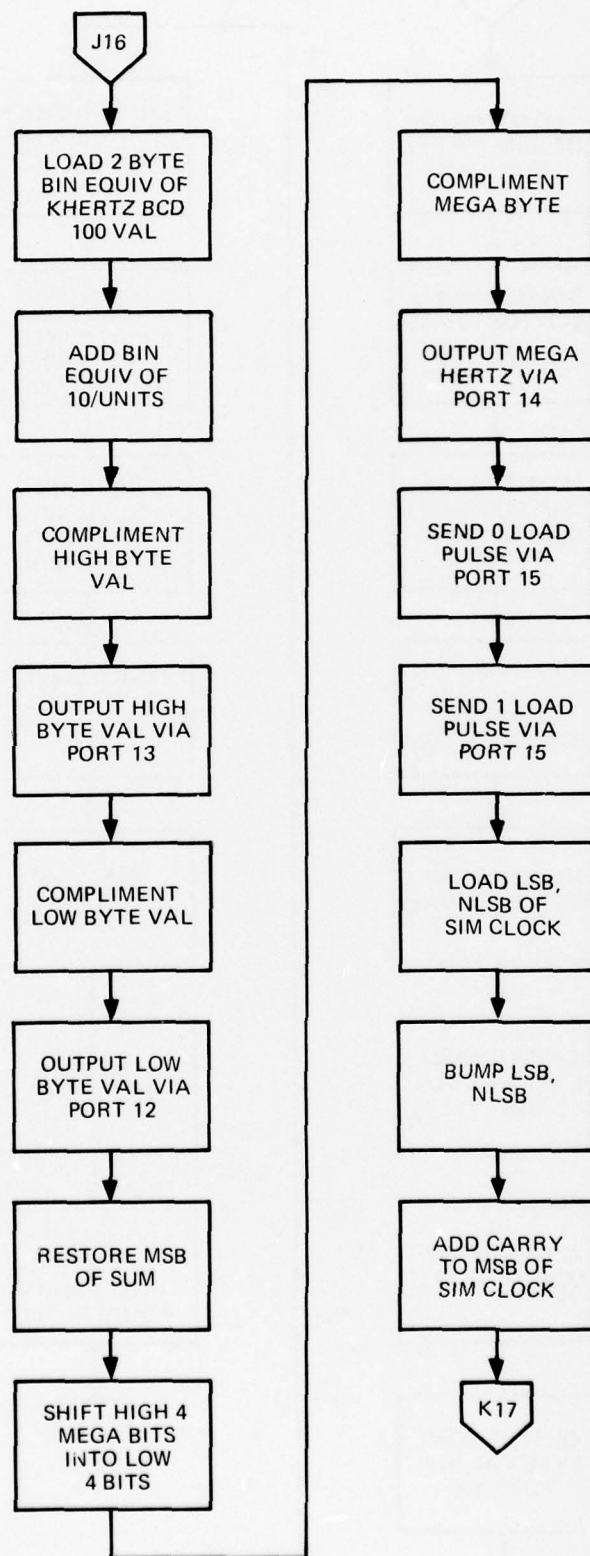 J16
LOAD 2 BYTE
BIN EQUIV OF
KHERTZ BCD
100 VAL
ADD BIN
EQUIV OF
10/UNITS
COMPLIMENT
HIGH BYTE
VAL
OUTPUT HIGH
BYTE VAL VIA
PORT 13
COMPLIMENT
LOW BYTE VAL
OUTPUT LOW
BYTE VAL VIA
PORT 12
RESTORE MSB
OF SUM
SHIFT HIGH 4
MEGA BITS
INTO LOW
4 BITS
COMPLIMENT
MEGA BYTE
OUTPUT MEGA
HERTZ VIA
PORT 14
SEND 0 LOAD
PULSE VIA
PORT 15
SEND 1 LOAD
PULSE VIA
PORT 15
LOAD LSB,
NLSB OF
SIM CLOCK
BUMP LSB,
NLSB
ADD CARRY
TO MSB OF
SIM CLOCK
K17